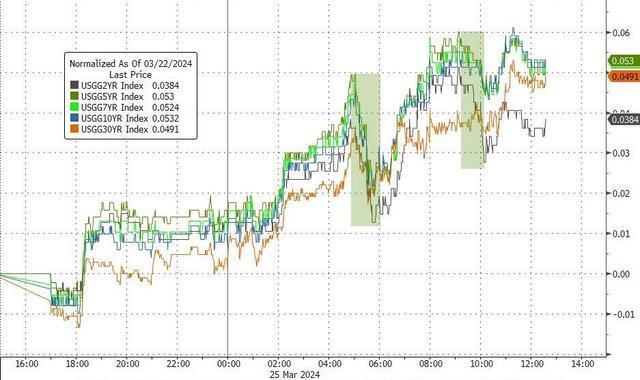 Normalized As Of 03/22/2024
Last Price
USGG2YR Index 0.0384
USGG5YR Index 0.053
USGG7YR Index 0.0524
USGG10YR Index 0.0532
USGG30YR Index 0.0491
0.06
0.053
0.0491
0.04
0.0384
0.03
0.02
0.01
0.00
-0.01
16:00 18:00 20:00 22:00 00:00 02:00 04:00 06:00 08:00 10:00 12:00 14:00
25 Mar 2024